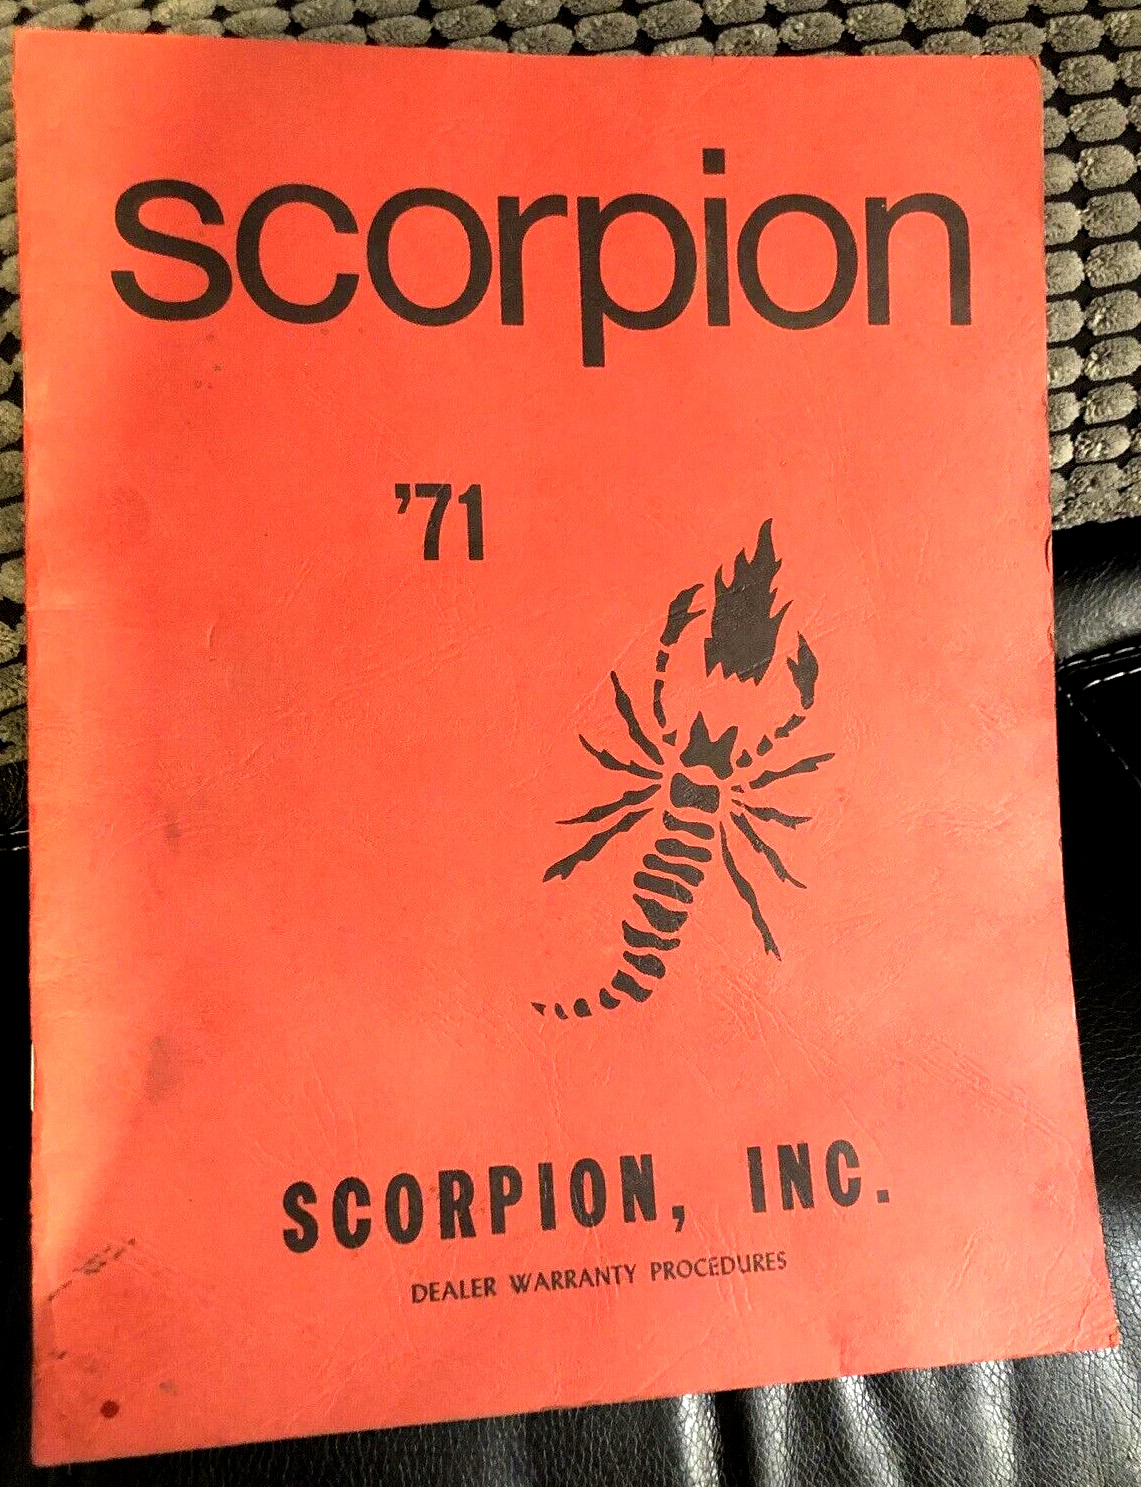 scorpion
'71
SCORPION, INC.
DEALER WARRANTY PROCEDURES